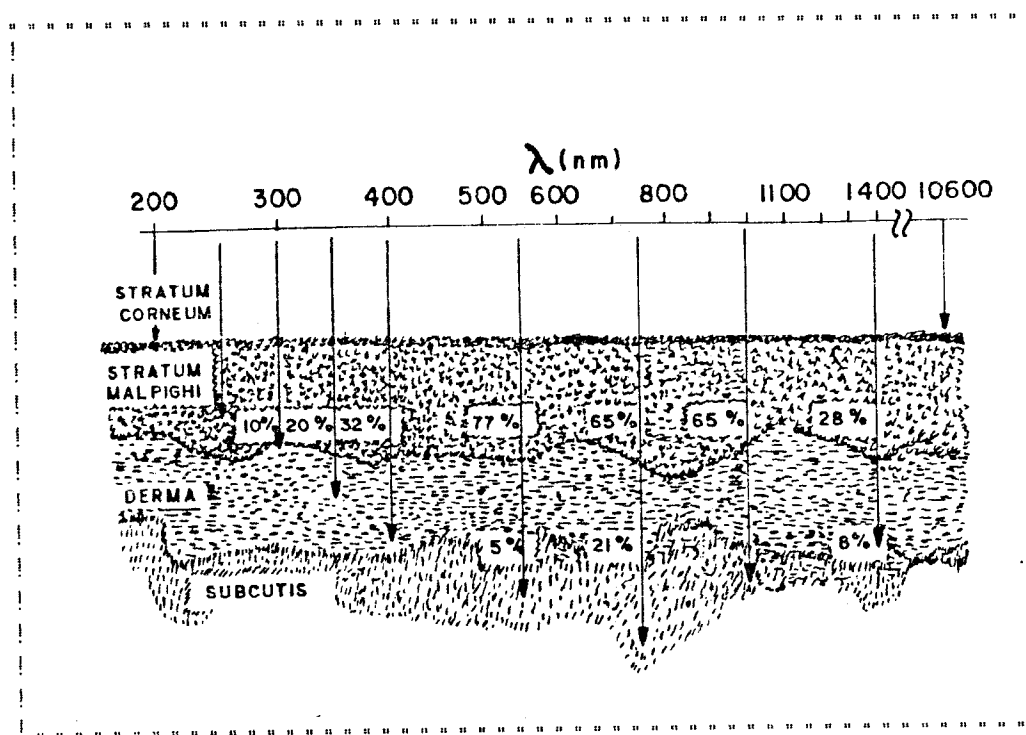 λ(nm)
200 300 400 500 600 800 1100 1400 10600
STRATUM
CORNEUM
STRATUM
MALPIGHI
10% 20% 32% 77% 65% 65% 28%
DERMA
5% 21% 8%
SUBCUTIS